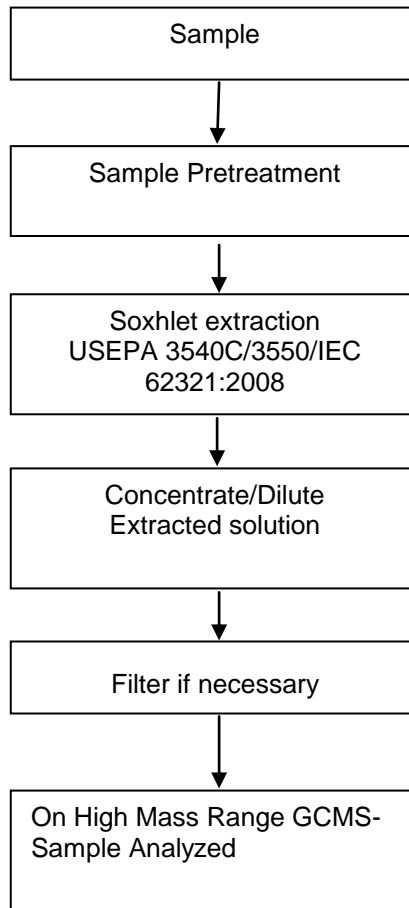 Sample
Sample Pretreatment
Soxhlet extraction
USEPA 3540C/3550/IEC
62321:2008
Concentrate/Dilute
Extracted solution
Filter if necessary
On High Mass Range GCMS-
Sample Analyzed